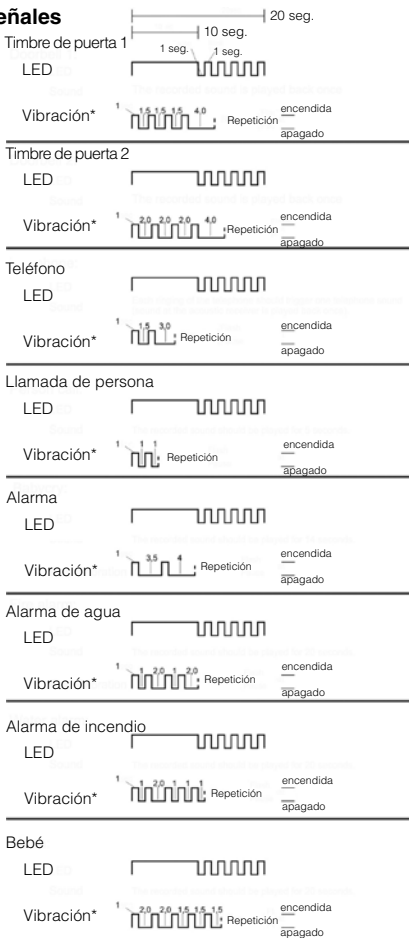 eñales
20 seg.
10 seg.
Timbre de puerta 1
1 seg. 1 seg.
LED
Vibración* 1 1,5 1,5 1,5 4,0 Repetición encendida
apagado
Timbre de puerta 2
LED
Vibración* 1 2,0 2,0 2,0 4,0 Repetición encendida
apagado
Teléfono
LED
Vibración* 1 1,5 3,0 Repetición encendida
apagado
Llamada de persona
LED
Vibración* 1 1 1 Repetición encendida
apagado
Alarma
LED
Vibración* 1 3,5 4 Repetición encendida
apagado
Alarma de agua
LED
Vibración* 1 1 2,0 1 2,0 Repetición encendida
apagado
Alarma de incendio
LED
Vibración* 1 1 2,0 1 1 1 Repetición encendida
apagado
Bebé
LED
Vibración* 1 2,0 2,0 1,5 1,5 1,5 Repetición encendida
apagado